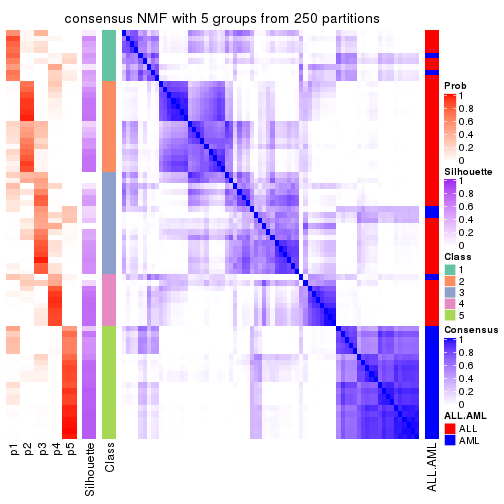 consensus NMF with 5 groups from 250 partitions
Prob
1
0.8
0.6
0.4
0.2
0
Silhouette
1
0.8
0.6
0.4
0.2
0
Class
1
2
3
4
5
Consensus
1
0.8
0.6
0.4
0.2
0
ALL.AML
ALL
AML
p1
p2
p3
p4
p5
Silhouette
Class
ALL.AML